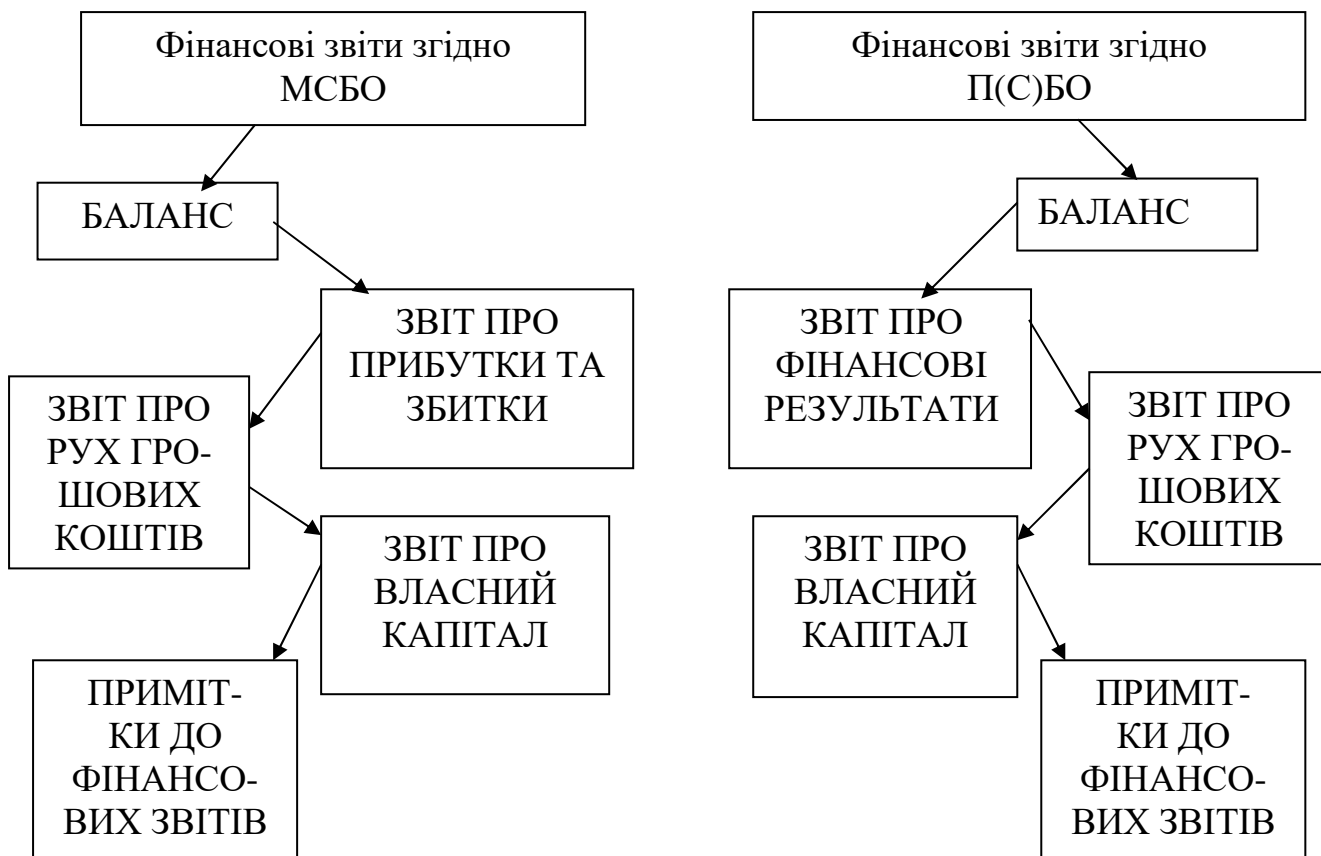 Фінансові звіти згідно
МСБО
БАЛАНС
ЗВІТ ПРО
ПРИБУТКИ ТА
ЗБИТКИ
ЗВІТ ПРО
РУХ ГРО-
ШОВИХ
КОШТІВ
ЗВІТ ПРО
ВЛАСНИЙ
КАПІТАЛ
ПРИМІТ-
КИ ДО
ФІНАНСО-
ВИХ ЗВІТІВ
Фінансові звіти згідно
П(С)БО
БАЛАНС
ЗВІТ ПРО
ФІНАНСОВІ
РЕЗУЛЬТАТИ
ЗВІТ ПРО
РУХ ГРО-
ШОВИХ
КОШТІВ
ЗВІТ ПРО
ВЛАСНИЙ
КАПІТАЛ
ПРИМІТ-
КИ ДО
ФІНАНСО-
ВИХ ЗВІТІВ